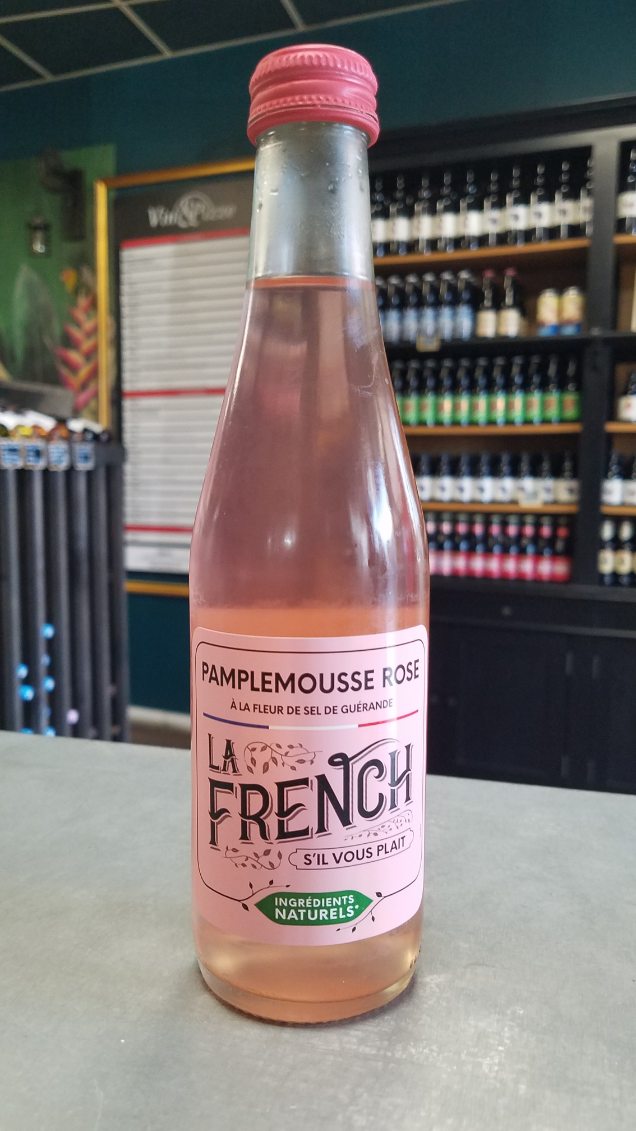 PAMPLEMOUSSE ROSE
À LA FLEUR DE SEL DE GUÉRANDE
LA
FRENCH
S'IL VOUS PLAIT
INGRÉDIENTS
NATURELS*